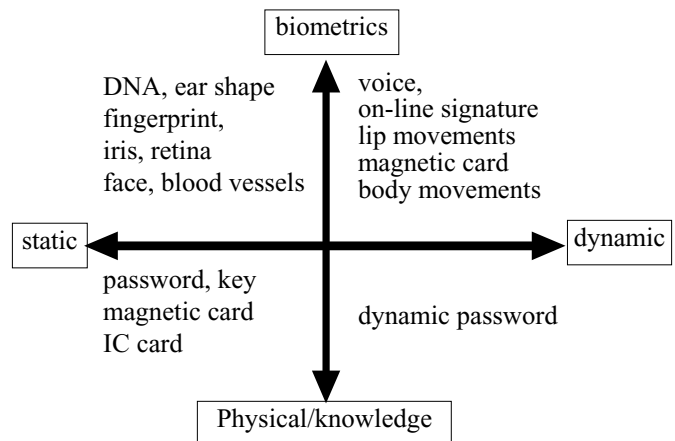 biometrics
DNA, ear shape
fingerprint,
iris, retina
face, blood vessels
voice,
on-line signature
lip movements
magnetic card
body movements
static
dynamic
password, key
magnetic card
IC card
dynamic password
Physical/knowledge